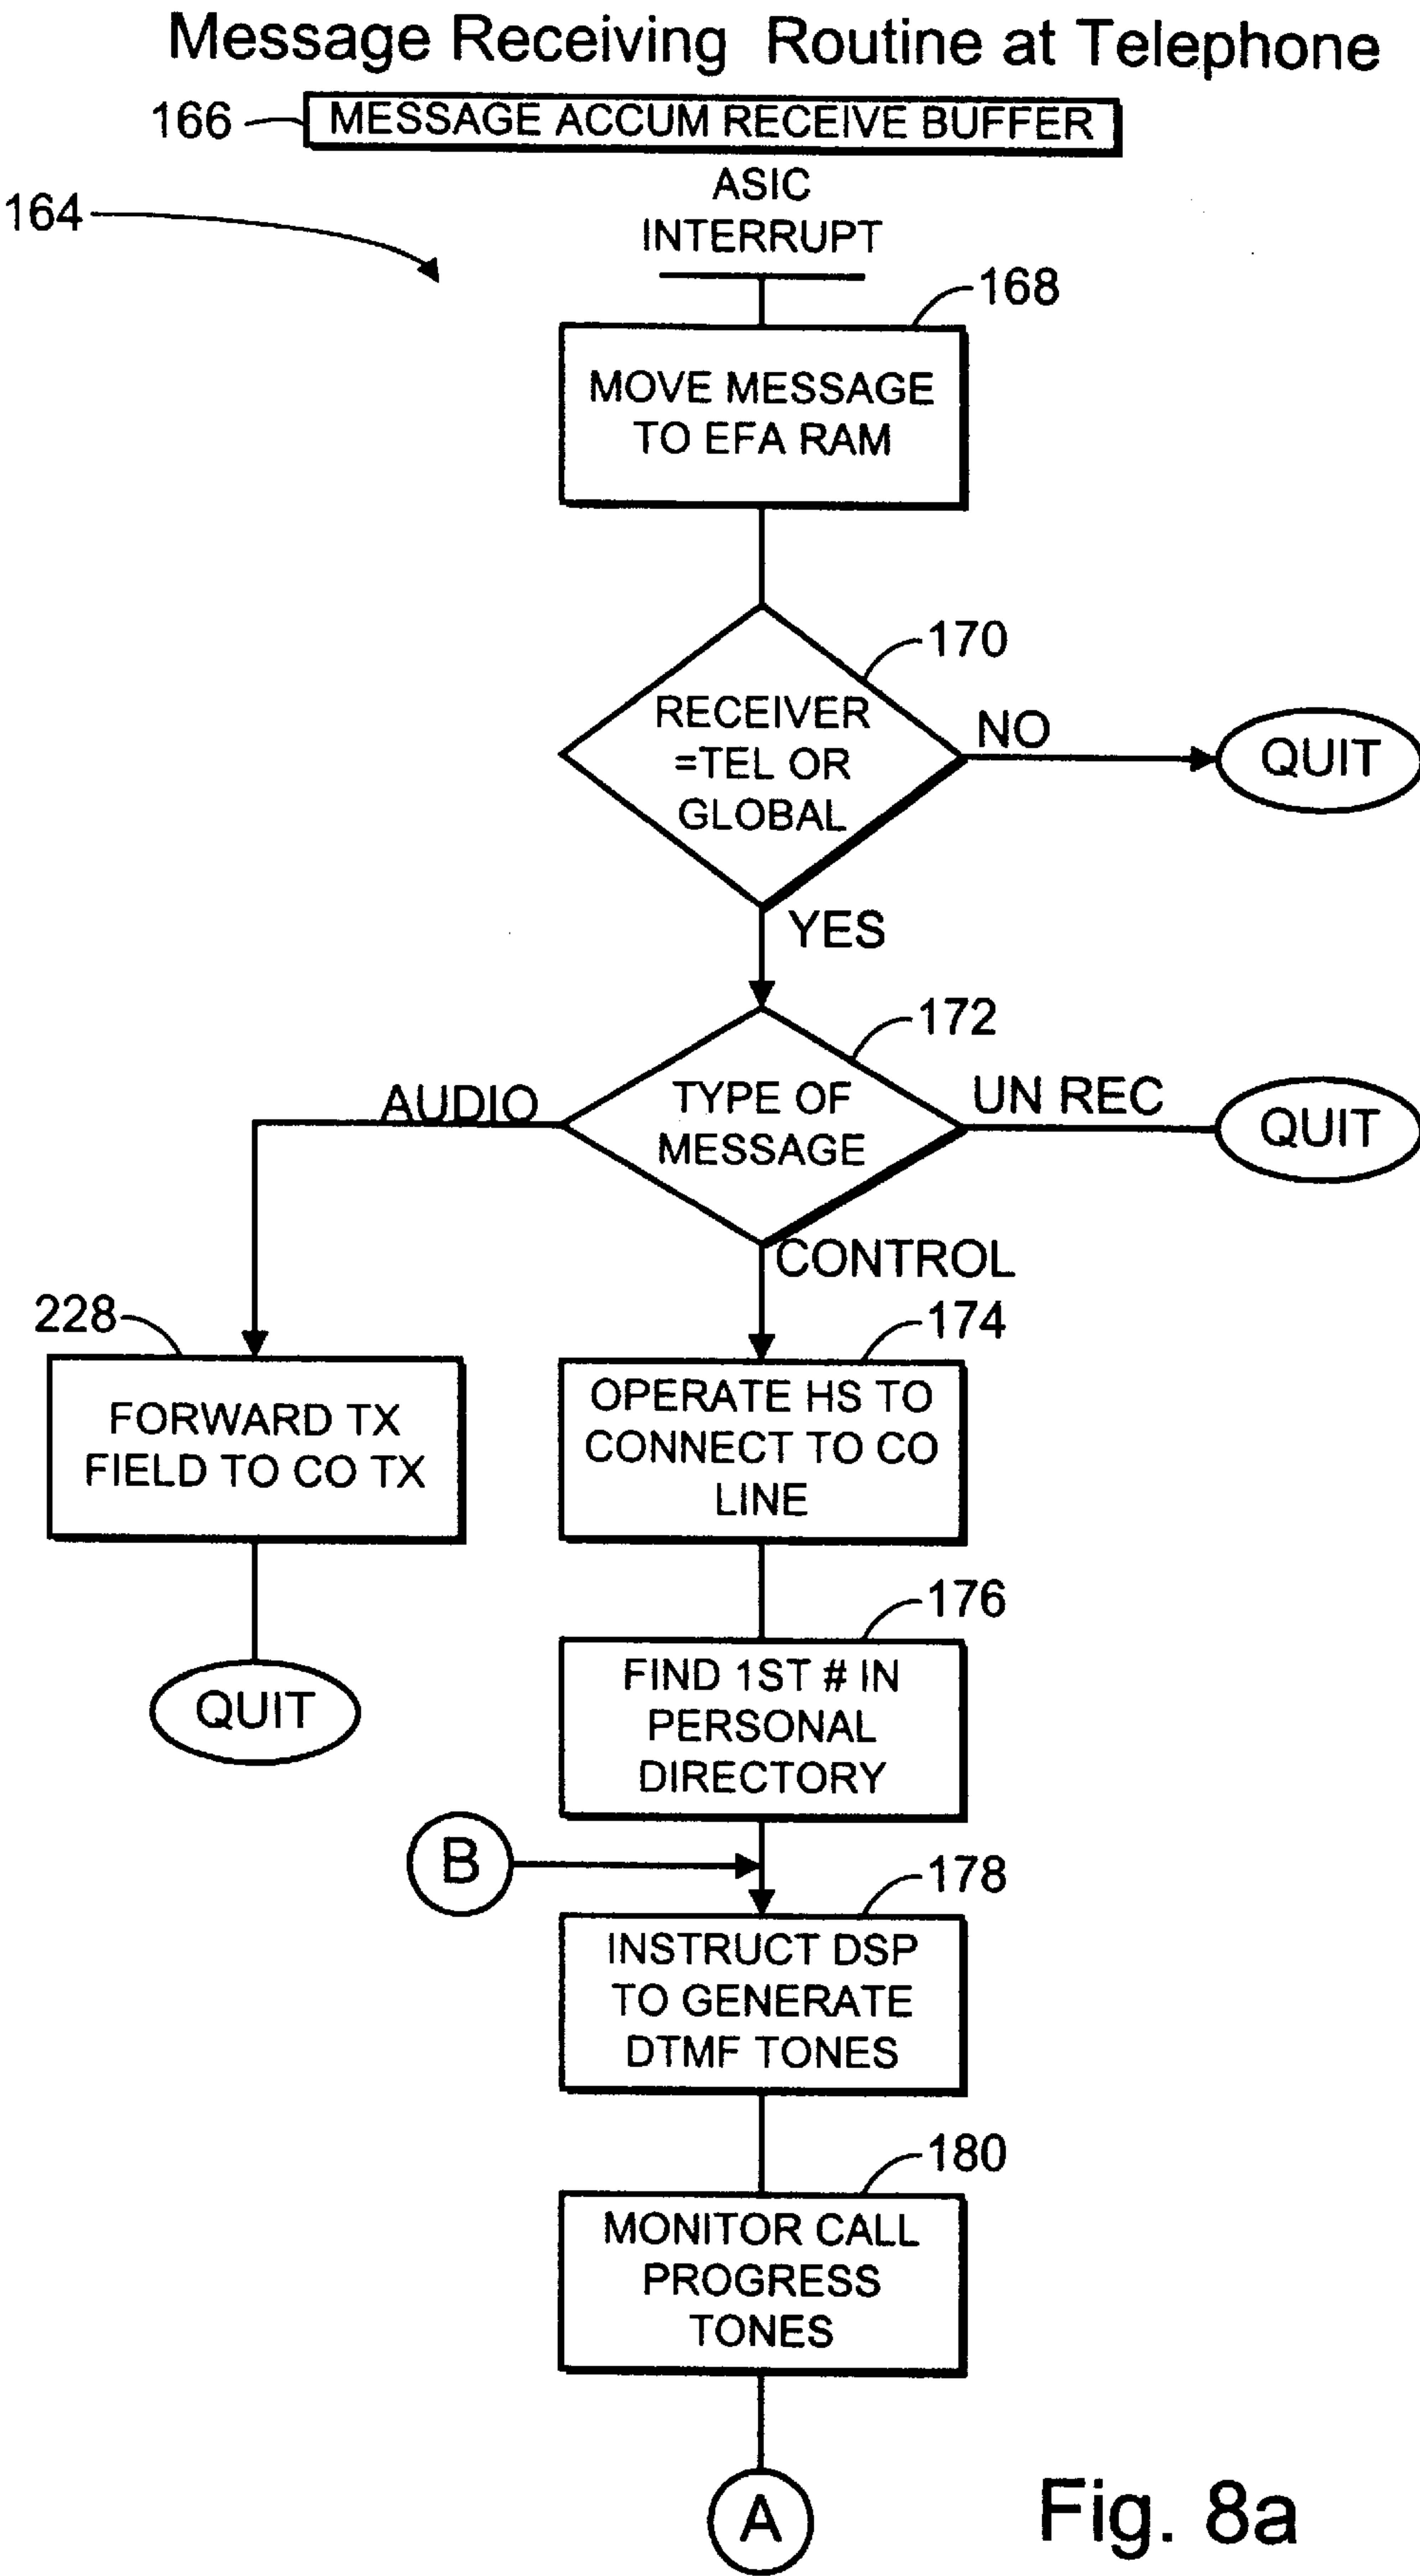 Message Receiving Routine at Telephone
166
MESSAGE ACCUM RECEIVE BUFFER
164
ASIC
INTERRUPT
168
MOVE MESSAGE
TO EFA RAM
170
RECEIVER
=TEL OR
GLOBAL
NO
QUIT
YES
172
AUDIO
TYPE OF
MESSAGE
UN REC
QUIT
CONTROL
228
174
FORWARD TX
FIELD TO CO TX
OPERATE HS TO
CONNECT TO CO
LINE
QUIT
176
FIND 1ST # IN
PERSONAL
DIRECTORY
B
178
INSTRUCT DSP
TO GENERATE
DTMF TONES
180
MONITOR CALL
PROGRESS
TONES
A
Fig. 8a